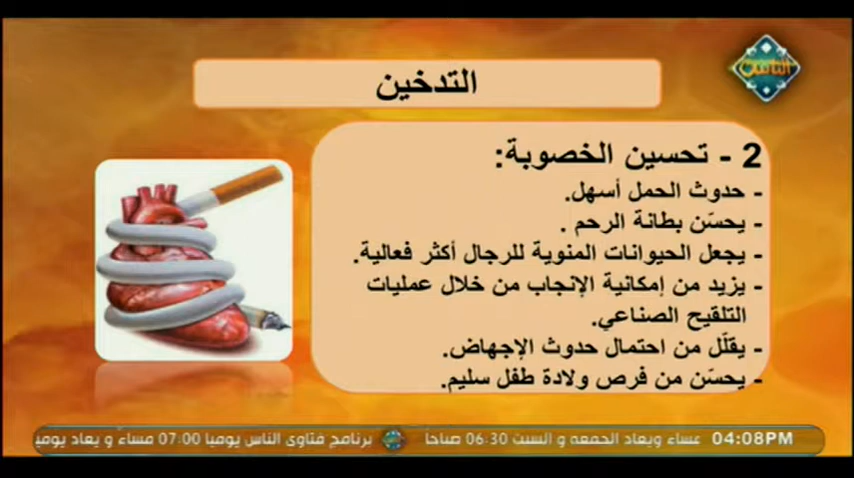 الناس
التدخين
2 - تحسين الخصوبة:
- حدوث الحمل أسهل.
- يحسّن بطانة الرحم .
- يجعل الحيوانات المنوية للرجال أكثر فعالية.
- يزيد من إمكانية الإنجاب من خلال عمليات
التلقيح الصناعي.
- يقلّل من احتمال حدوث الإجهاض.
- يحسّن من فرص ولادة طفل سليم.
04:08PM مساء ويعاد الجمعه و السبت 06:30 صباحاً برنامج فتاوى الناس يوميا 07:00 مساءً و يعاد يوميا